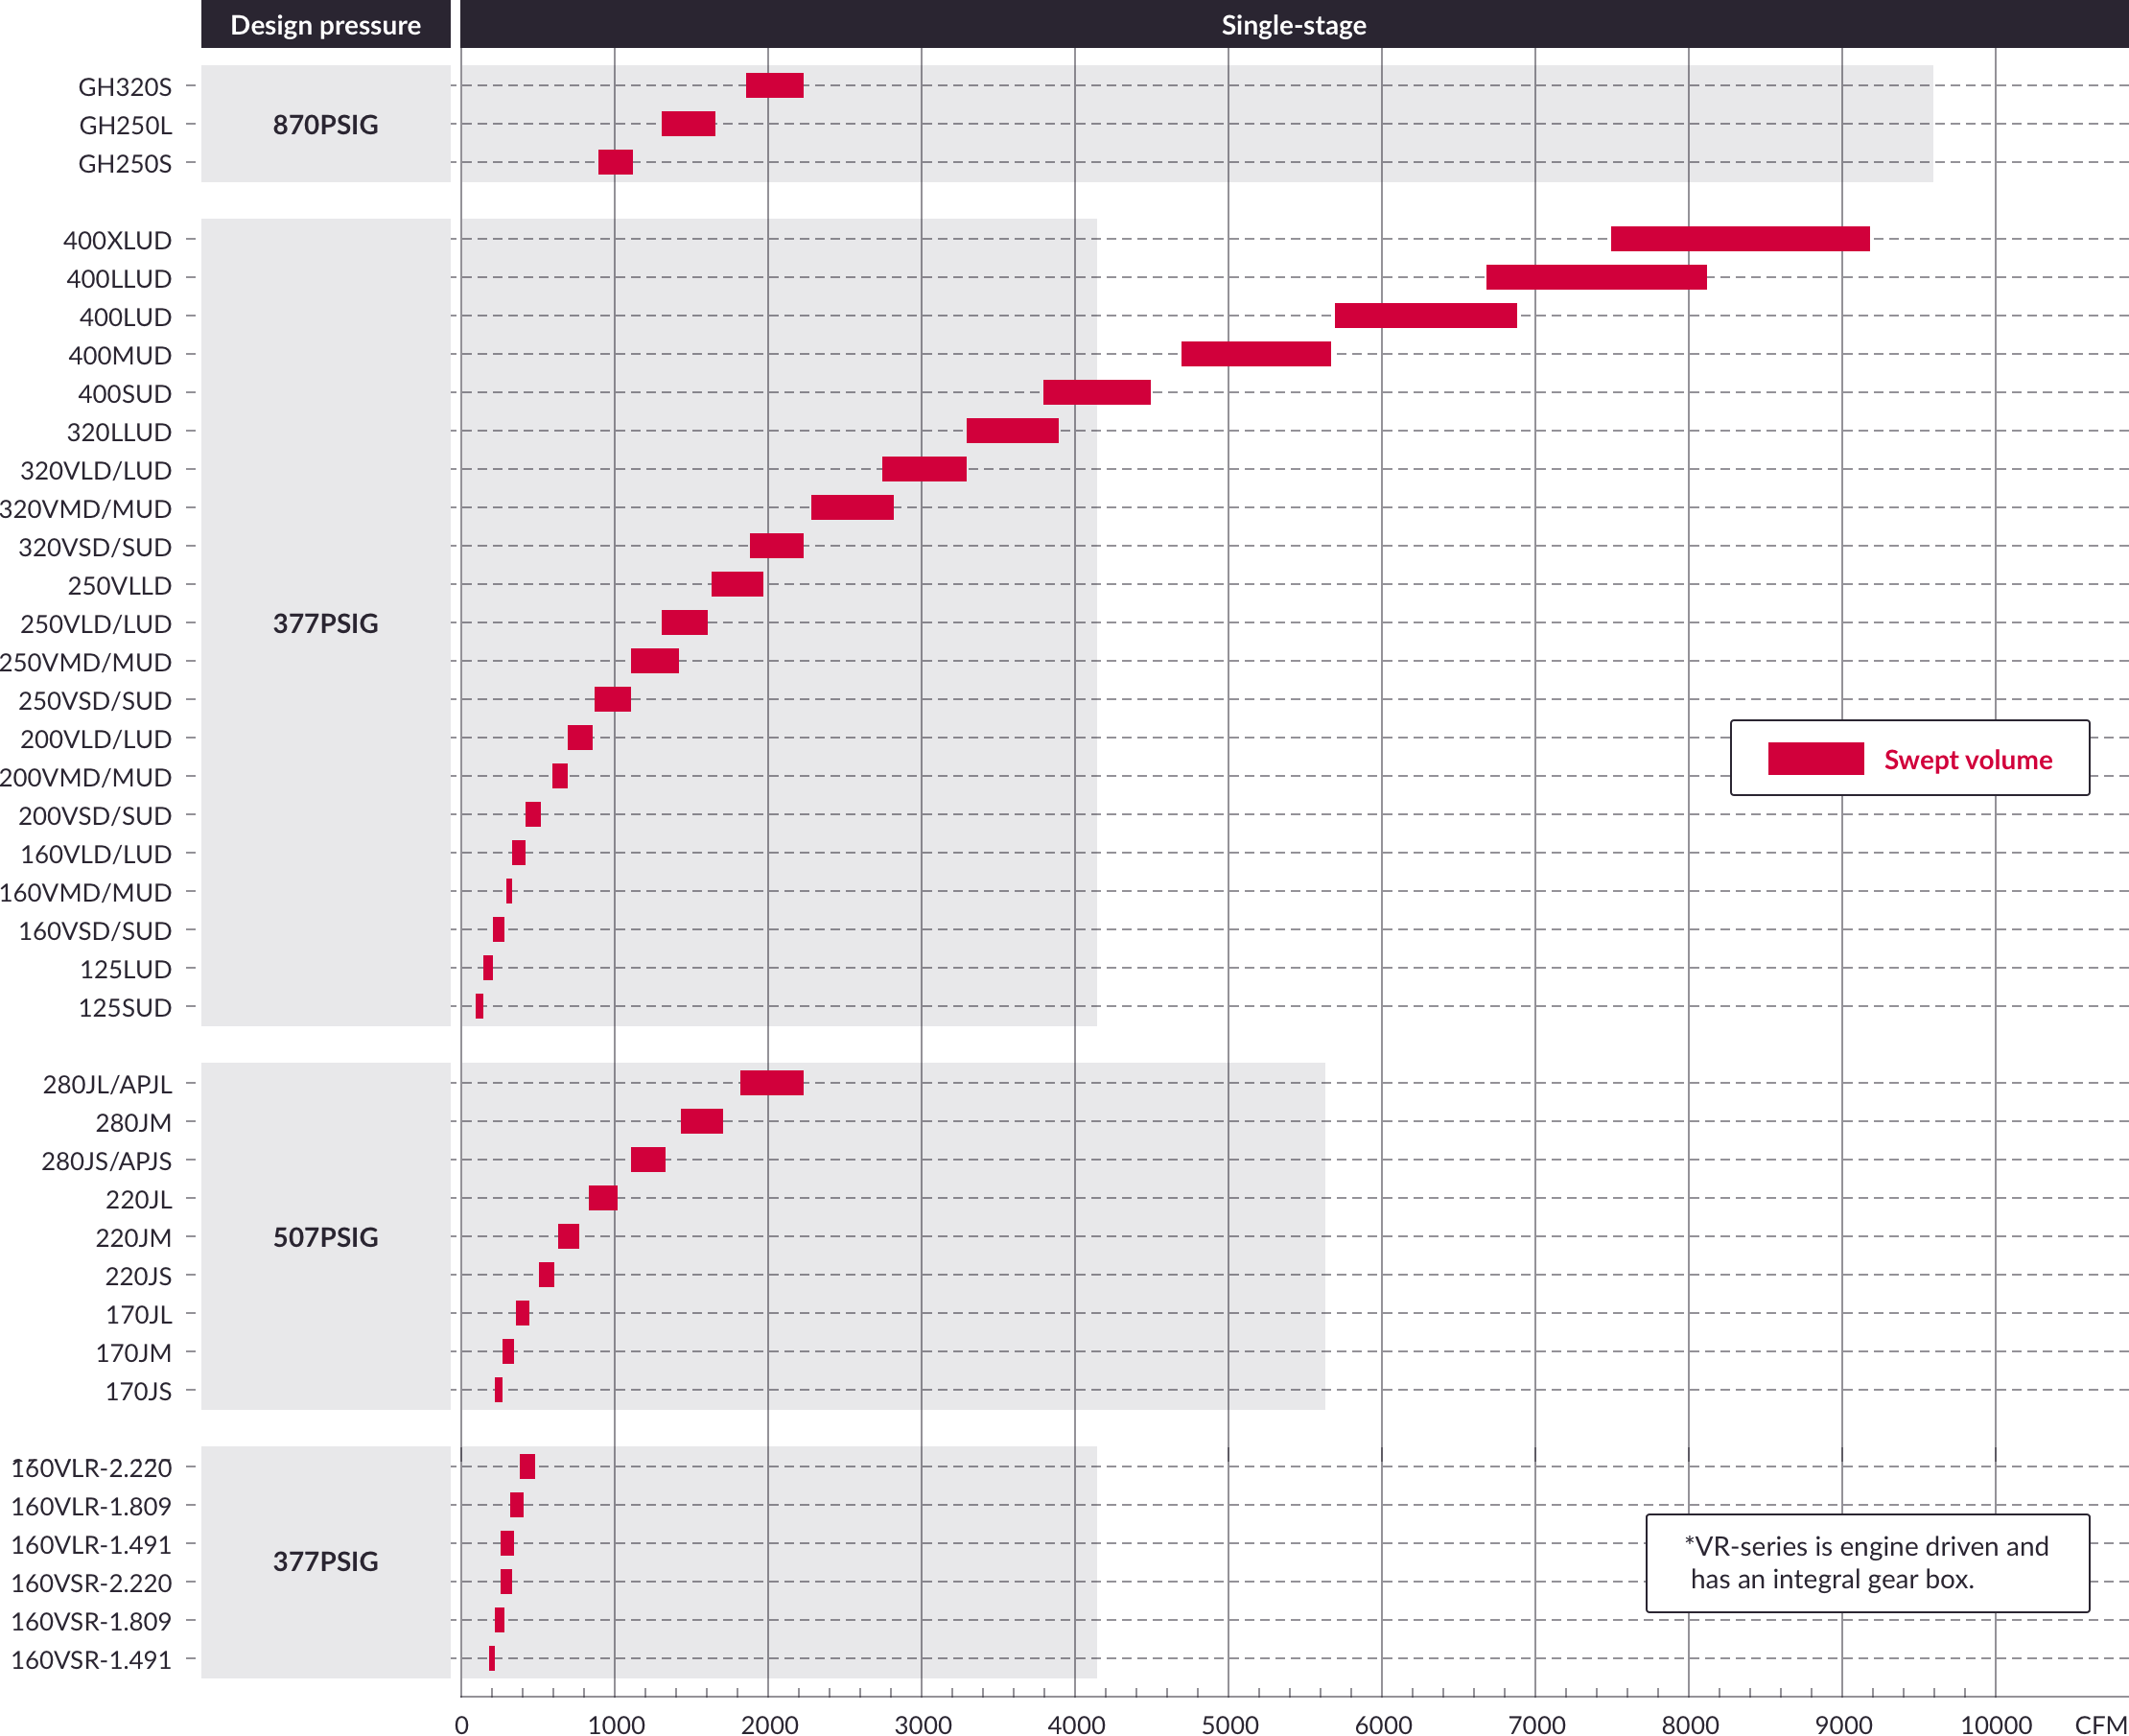 Design pressure Single-stage
GH320S
GH250L 870PSIG
GH250S
400XLUD
400LLUD
400LUD
400MUD
400SUD
320LLUD
320VLD/LUD
320VMD/MUD
320VSD/SUD
250VLLD
250VLD/LUD 377PSIG
250VMD/MUD
250VSD/SUD
200VLD/LUD
Swept volume
200VMD/MUD
200VSD/SUD
160VLD/LUD
160VMD/MUD
160VSD/SUD
125LUD
125SUD
280JL/APJL
280JM
280JS/APJS
220JL
220JM 507PSIG
220JS
170JL
170JM
170JS
160VLR-2.220
160VLR-1.809
160VLR-1.491
377PSIG
*VR-series is engine driven and
has an integral gear box.
160VSR-2.220
160VSR-1.809
160VSR-1.491
0 1000 2000 3000 4000 5000 6000 7000 8000 9000 10000 CFM